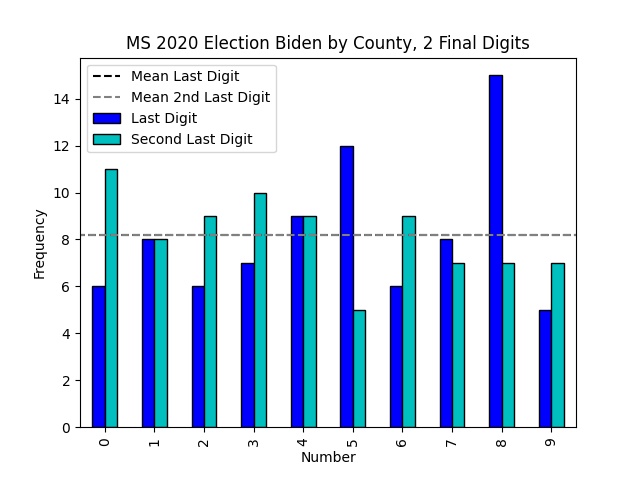 MS 2020 Election Biden by County, 2 Final Digits
Mean Last Digit
Mean 2nd Last Digit
Last Digit
Second Last Digit
Frequency
14
12
10
8
6
4
2
0
0 1 2 3 4 5 6 7 8 9
Number